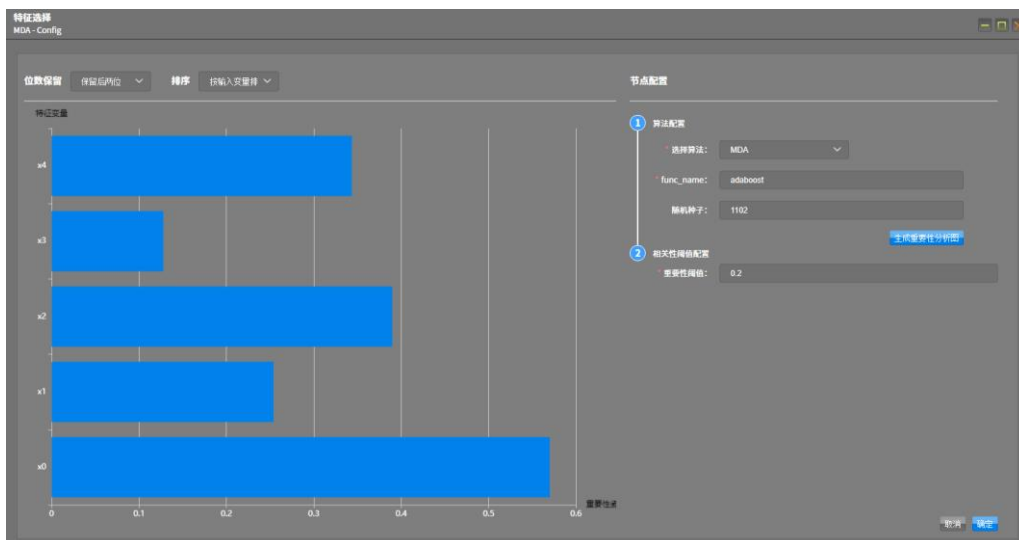 特征选择
MDA - Config
位数保留 保留后两位 排序 按输入变量排
节点配置
特征变量
x4
x3
x2
x1
x0
0 0.1 0.2 0.3 0.4 0.5 0.6
重要性
1 算法配置
* 选择算法: MDA
* func_name: adaboost
随机种子: 1102
生成重要性分析图
2 相关性阈值配置
* 重要性阈值: 0.2
取消 确定